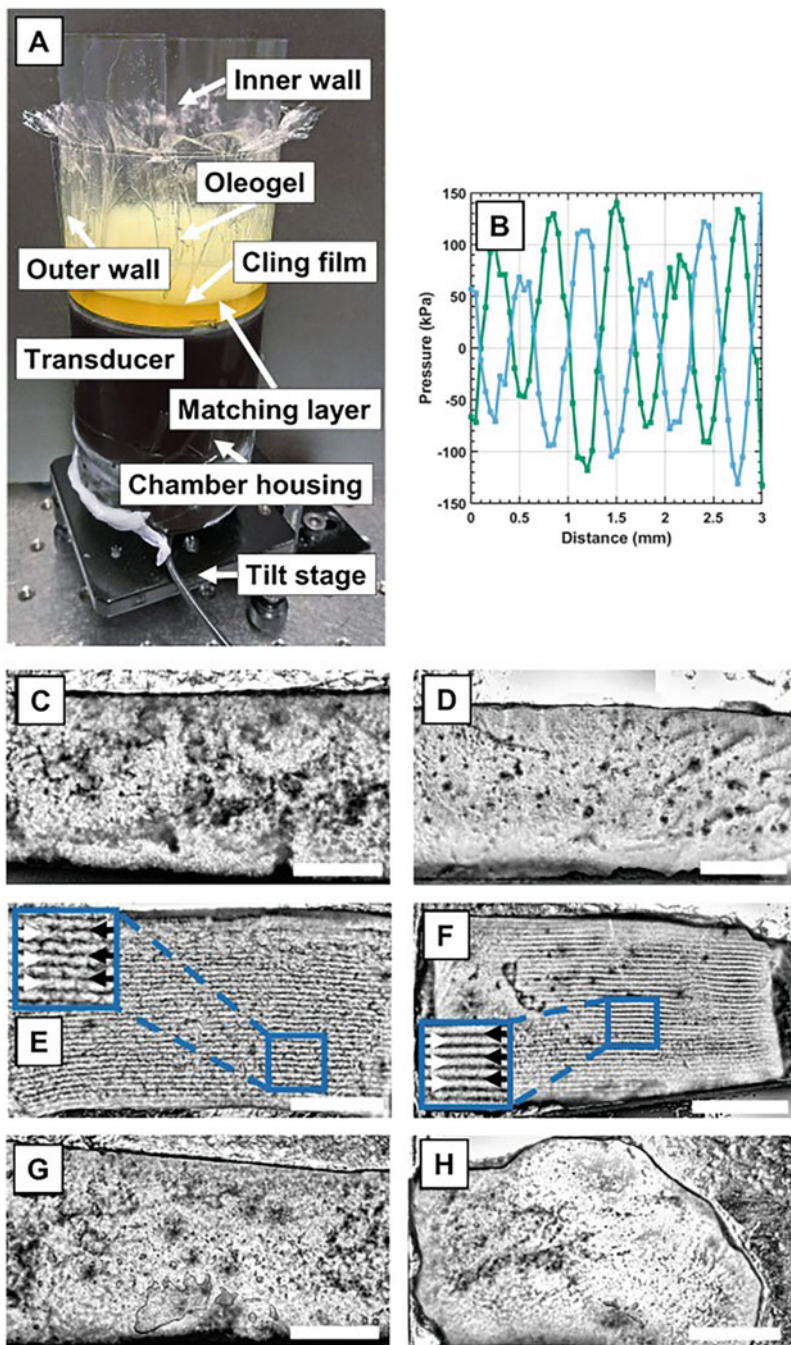 A
Inner wall
Oleogel
Outer wall
Cling film
Transducer
Matching layer
Chamber housing
Tilt stage
B
150
100
50
0
-50
-100
-150
Pressure (kPa)
0 0.5 1 1.5 2 2.5 3
Distance (mm)
C
D
E
F
G
H